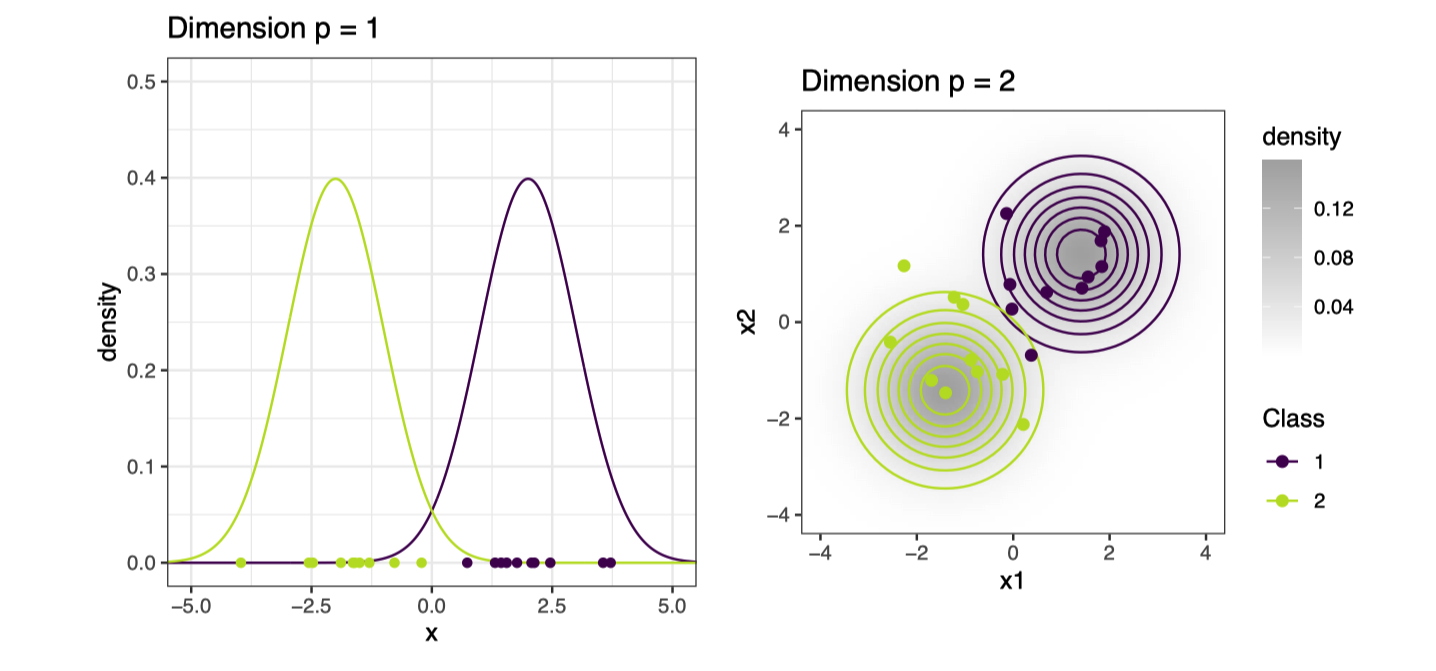 Dimension p = 1
0.5
0.4
0.3
0.2
0.1
0.0
density
−5.0 −2.5 0.0 2.5 5.0
x
Dimension p = 2
4
2
0
−2
−4
x2
−4 −2 0 2 4
x1
density
0.12
0.08
0.04
Class
1
2